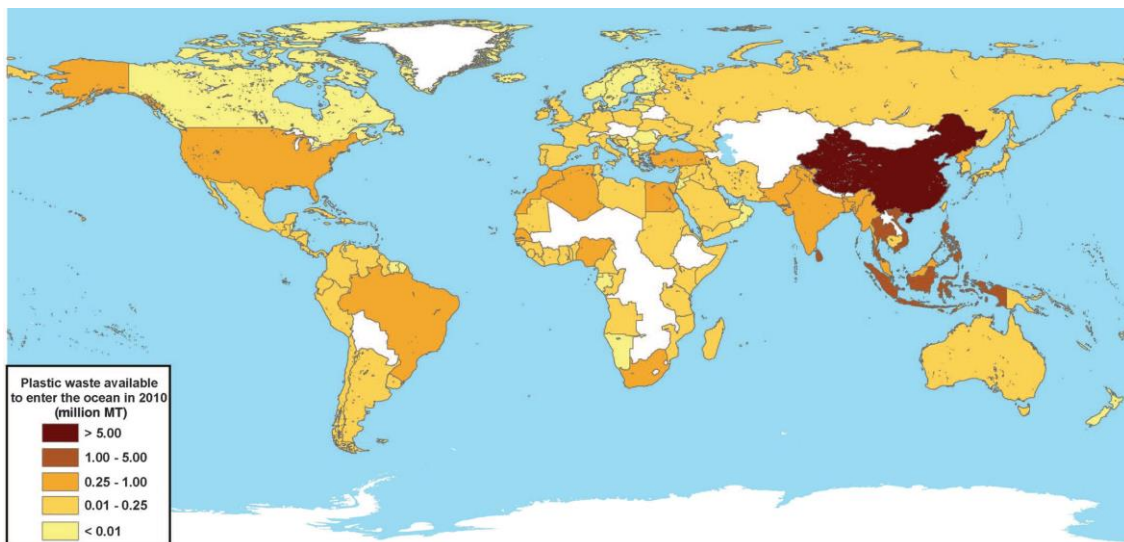 Plastic waste available
to enter the ocean in 2010
(million MT)
> 5.00
1.00 - 5.00
0.25 - 1.00
0.01 - 0.25
< 0.01